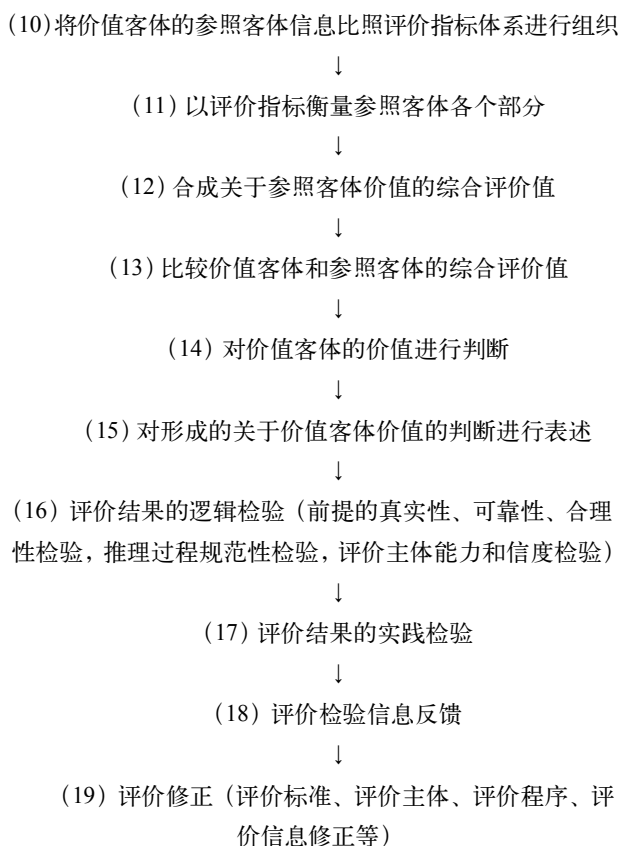 (10)将价值客体的参照客体信息比照评价指标体系进行组织
↓
(11)以评价指标衡量参照客体各个部分
↓
(12)合成关于参照客体价值的综合评价值
↓
(13)比较价值客体和参照客体的综合评价值
↓
(14)对价值客体的价值进行判断
↓
(15)对形成的关于价值客体价值的判断进行表述
↓
(16)评价结果的逻辑检验(前提的真实性、可靠性、合理
性检验,推理过程规范性检验,评价主体能力和信度检验)
↓
(17)评价结果的实践检验
↓
(18)评价检验信息反馈
↓
(19)评价修正(评价标准、评价主体、评价程序、评
价信息修正等)